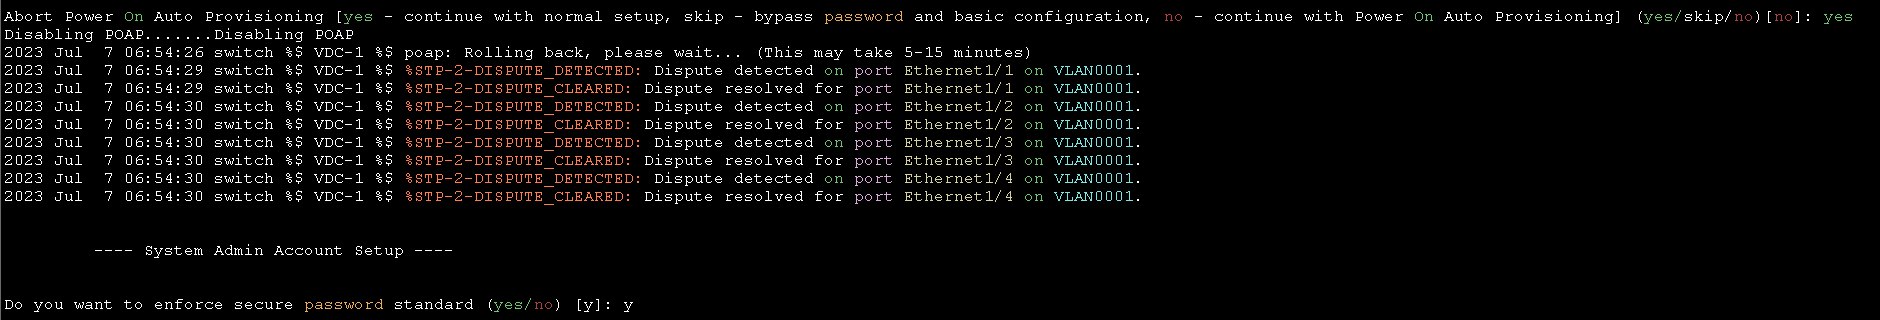 Abort Power On Auto Provisioning [yes - continue with normal setup, skip - bypass password and basic configuration, no - continue with Power On Auto Provisioning] (yes/skip/no)[no]: yes
Disabling POAP.......Disabling POAP
2023 Jul  7 06:54:26 switch %$ VDC-1 %$ poap: Rolling back, please wait... (This may take 5-15 minutes)
2023 Jul  7 06:54:29 switch %$ VDC-1 %$ %STP-2-DISPUTE_DETECTED: Dispute detected on port Ethernet1/1 on VLAN0001.
2023 Jul  7 06:54:29 switch %$ VDC-1 %$ %STP-2-DISPUTE_CLEARED: Dispute resolved for port Ethernet1/1 on VLAN0001.
2023 Jul  7 06:54:30 switch %$ VDC-1 %$ %STP-2-DISPUTE_DETECTED: Dispute detected on port Ethernet1/2 on VLAN0001.
2023 Jul  7 06:54:30 switch %$ VDC-1 %$ %STP-2-DISPUTE_CLEARED: Dispute resolved for port Ethernet1/2 on VLAN0001.
2023 Jul  7 06:54:30 switch %$ VDC-1 %$ %STP-2-DISPUTE_DETECTED: Dispute detected on port Ethernet1/3 on VLAN0001.
2023 Jul  7 06:54:30 switch %$ VDC-1 %$ %STP-2-DISPUTE_CLEARED: Dispute resolved for port Ethernet1/3 on VLAN0001.
2023 Jul  7 06:54:30 switch %$ VDC-1 %$ %STP-2-DISPUTE_DETECTED: Dispute detected on port Ethernet1/4 on VLAN0001.
2023 Jul  7 06:54:30 switch %$ VDC-1 %$ %STP-2-DISPUTE_CLEARED: Dispute resolved for port Ethernet1/4 on VLAN0001.
---- System Admin Account Setup ----
Do you want to enforce secure password standard (yes/no) [y]: y